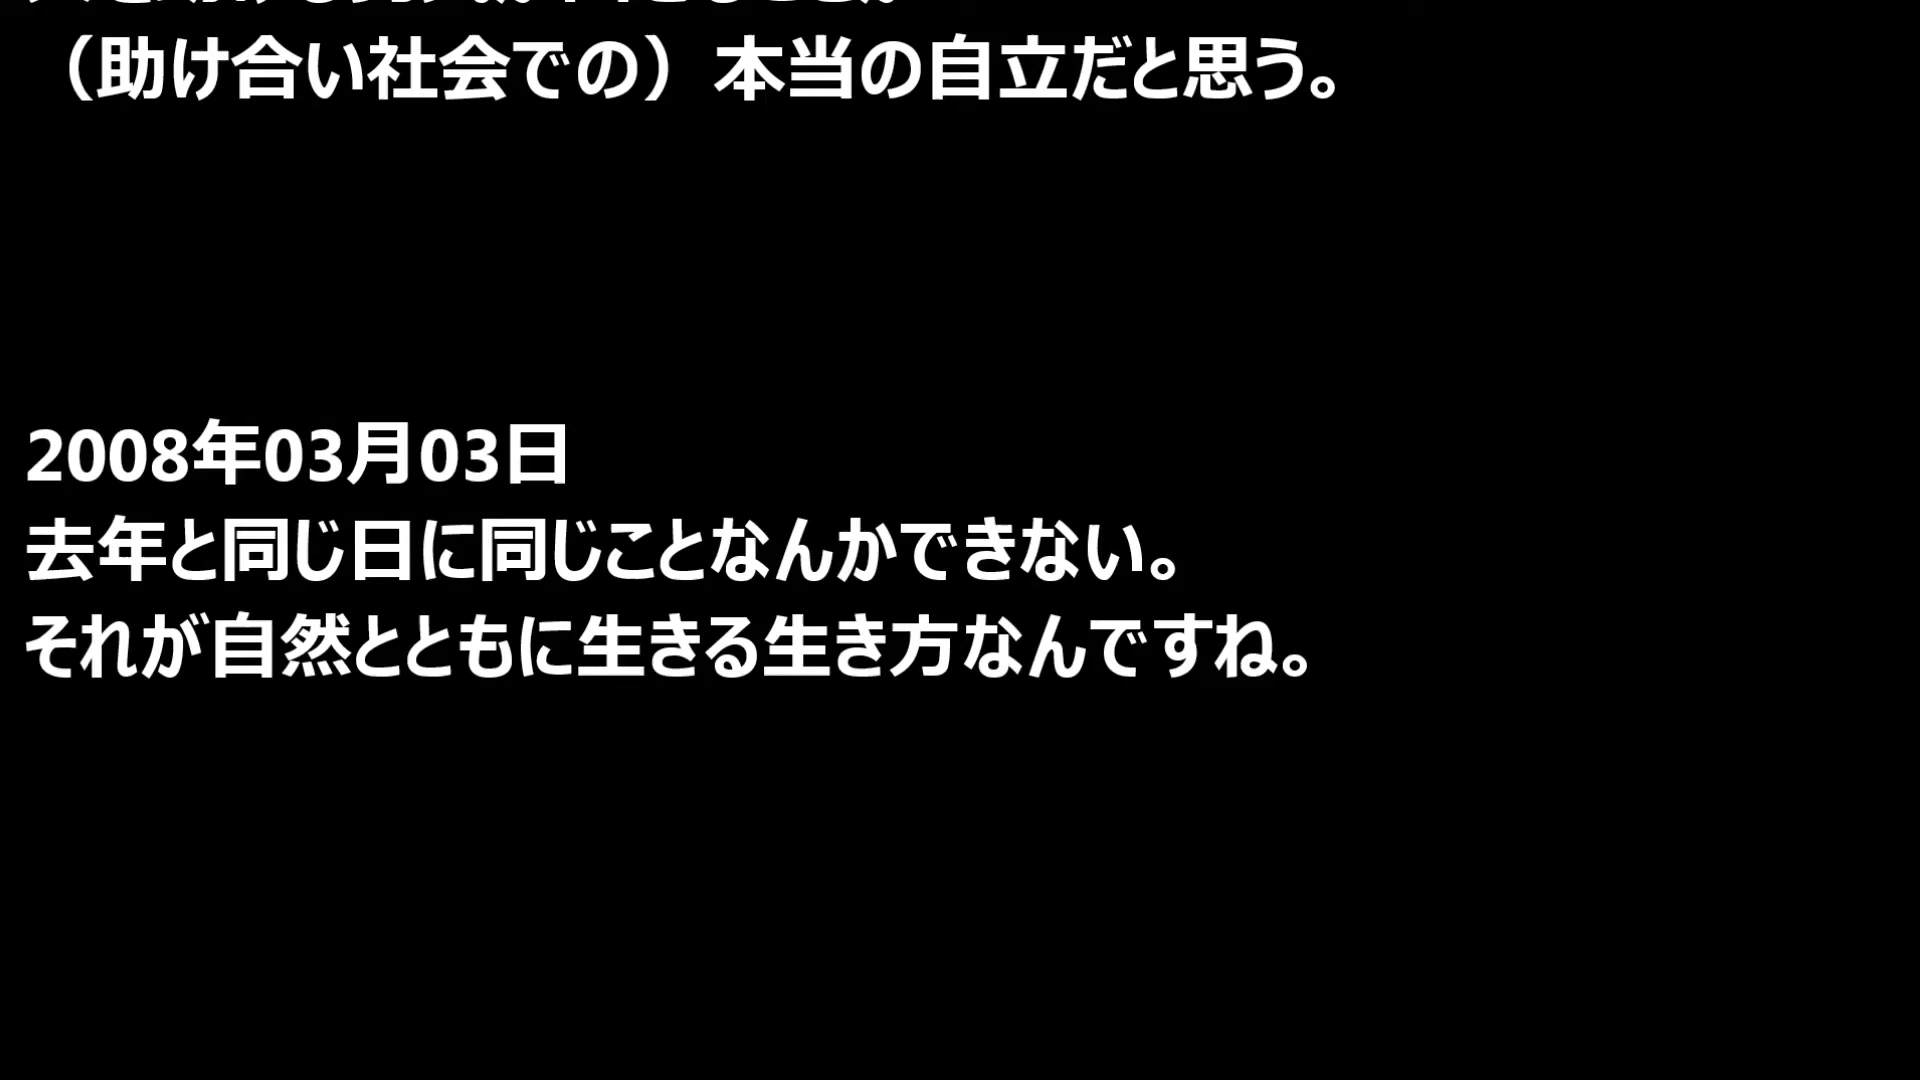 （助け合い社会での）本当の自立だと思う。
2008年03月03日
去年と同じ日に同じことなんかできない。
それが自然とともに生きる生き方なんですね。